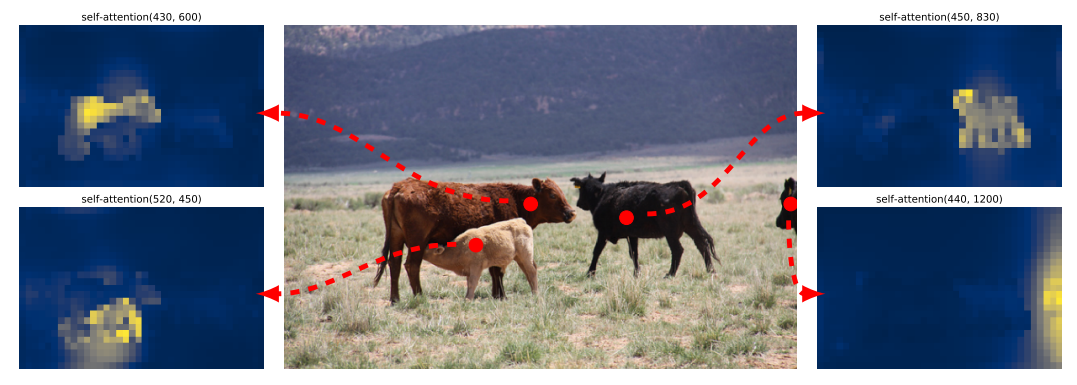 self-attention(430, 600)
self-attention(450, 830)
self-attention(520, 450)
self-attention(440, 1200)